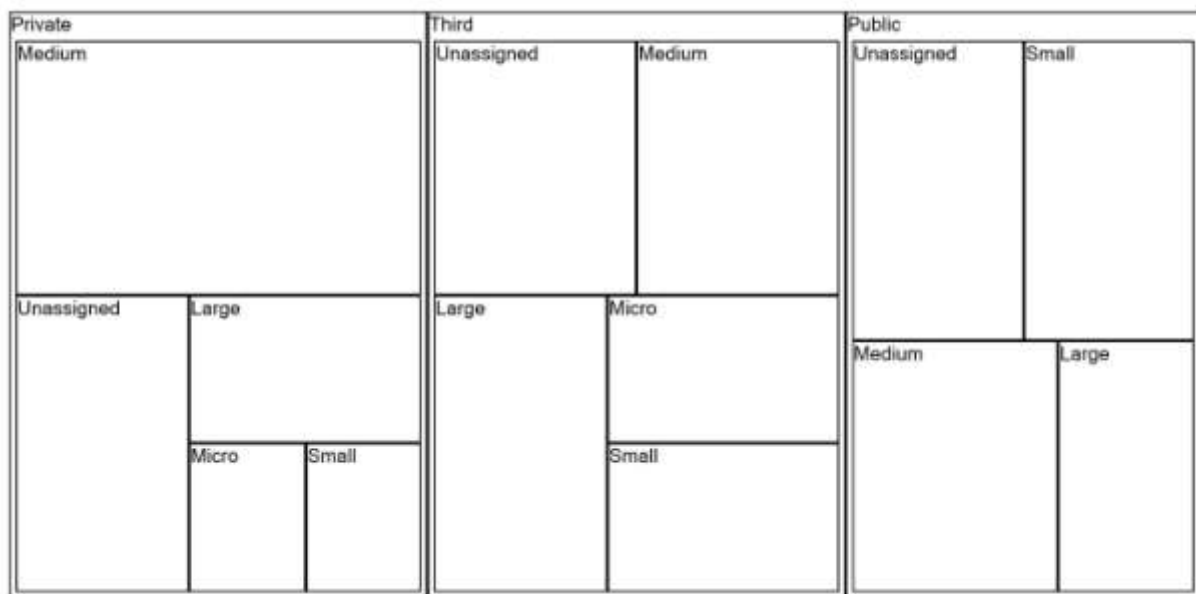 Private
Medium
Unassigned
Large
Micro
Small
Third
Unassigned
Medium
Large
Micro
Small
Public
Unassigned
Small
Medium
Large